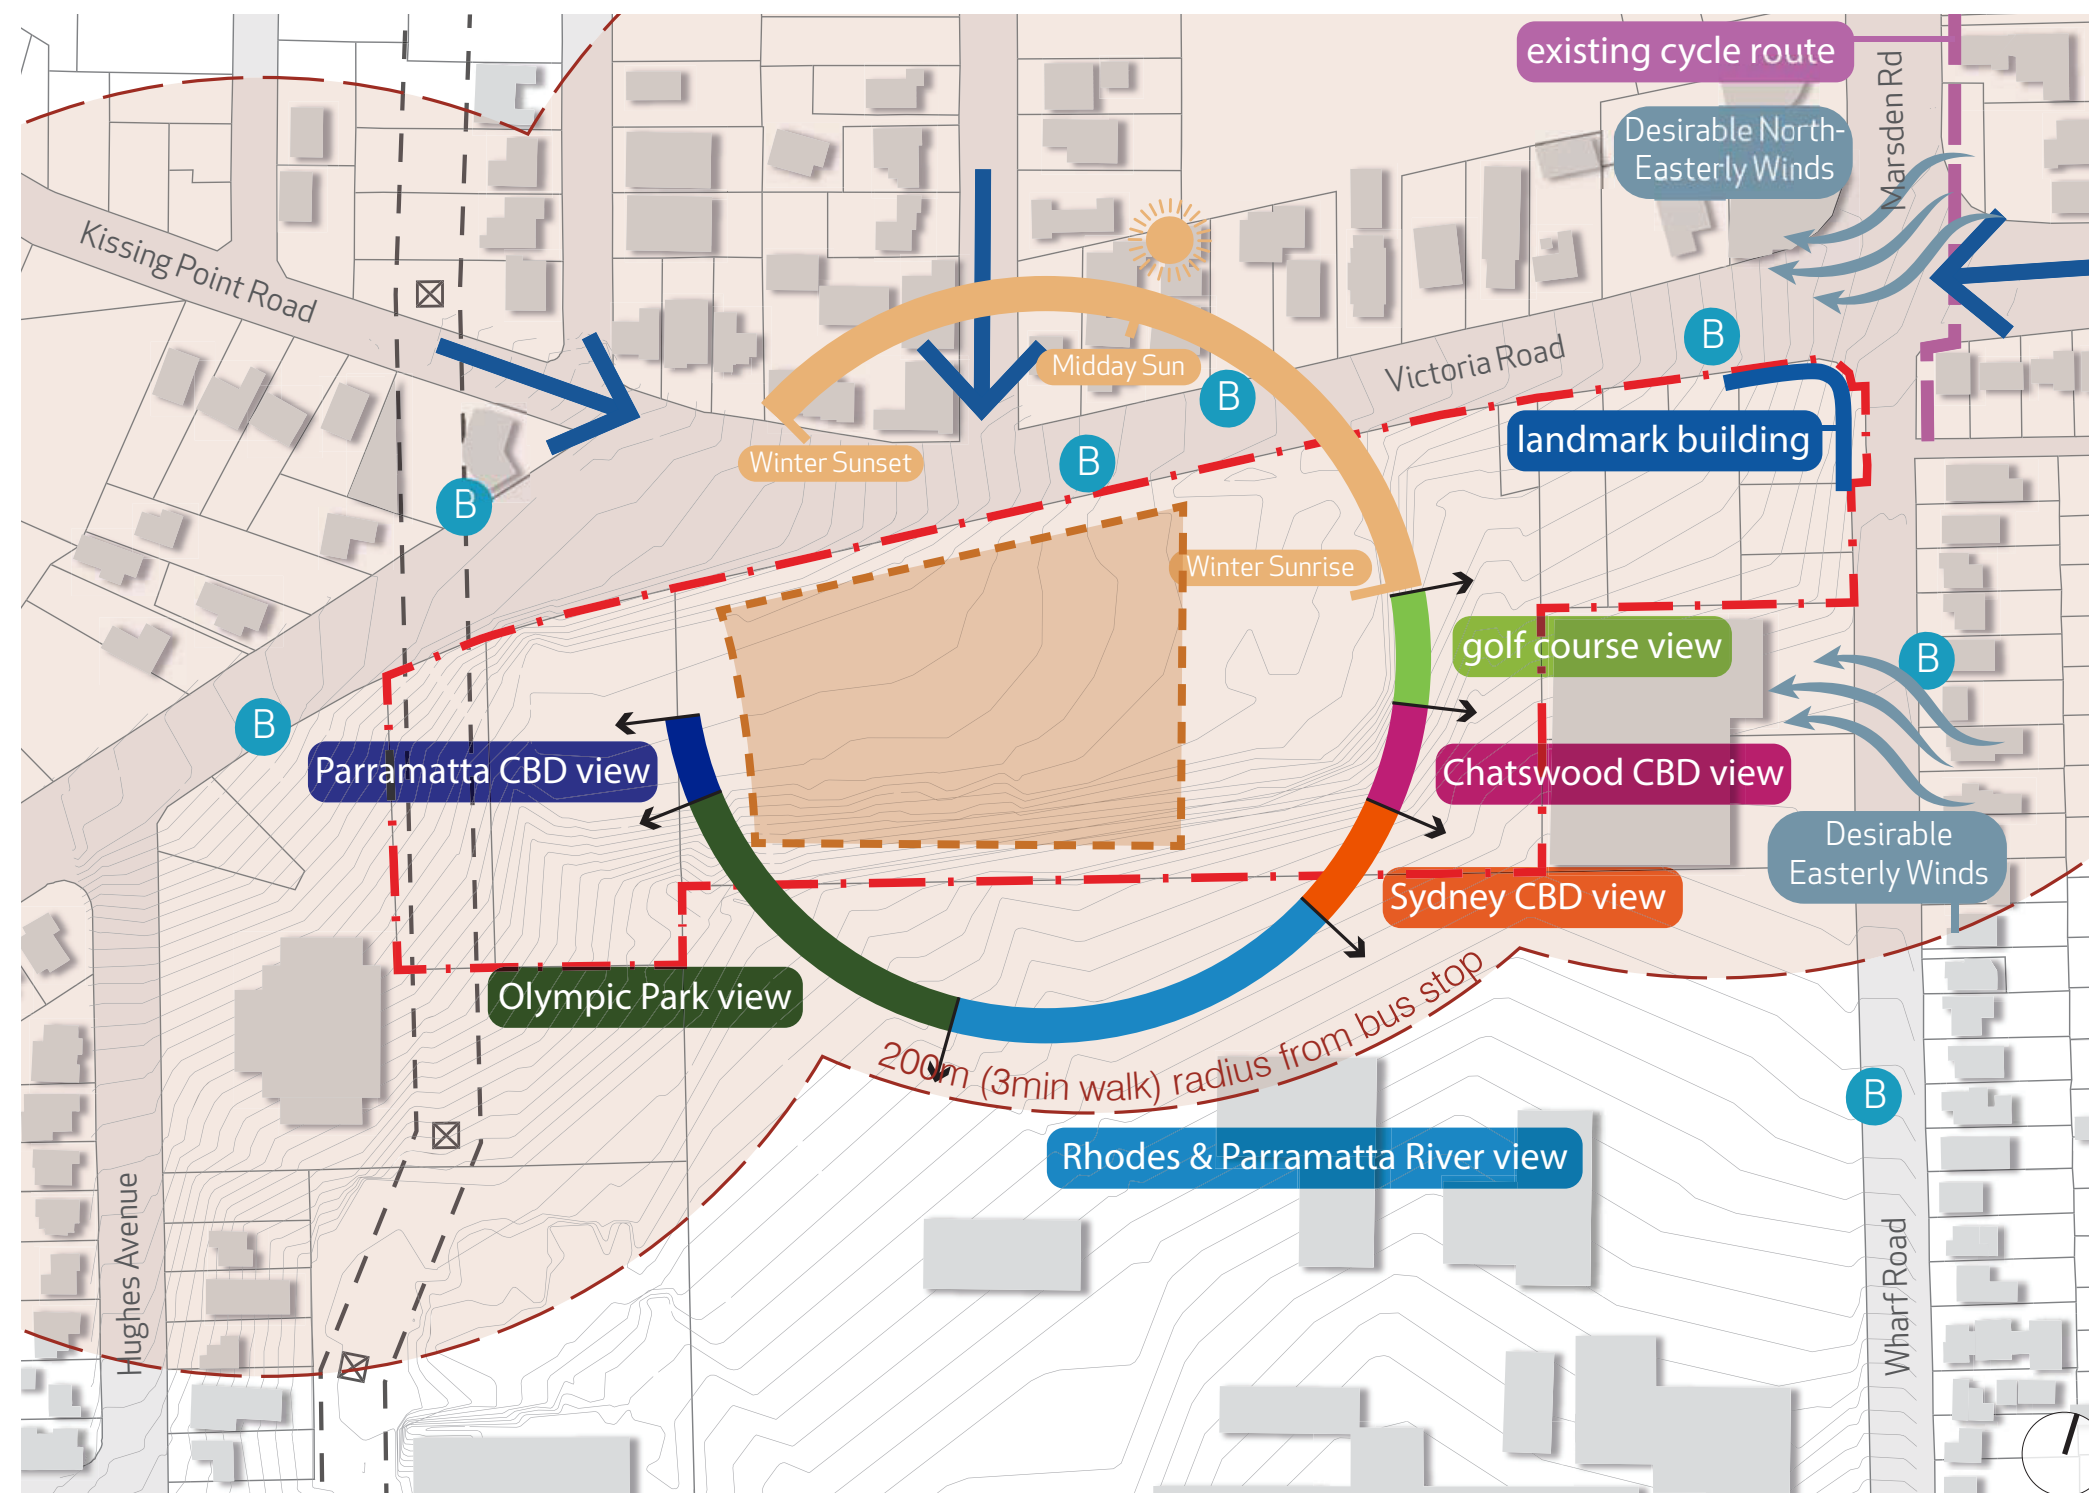 existing cycle route
Marsden Rd
Desirable North-
Easterly Winds
Kissing Point Road
Midday Sun
Victoria Road
B
B
B
B
B
B
B
Winter Sunset
landmark building
Winter Sunrise
golf course view
Parramatta CBD view
Chatswood CBD view
Desirable
Easterly Winds
Sydney CBD view
Olympic Park view
200m (3min walk) radius from bus stop
Rhodes & Parramatta River view
Hughes Avenue
Wharf Road